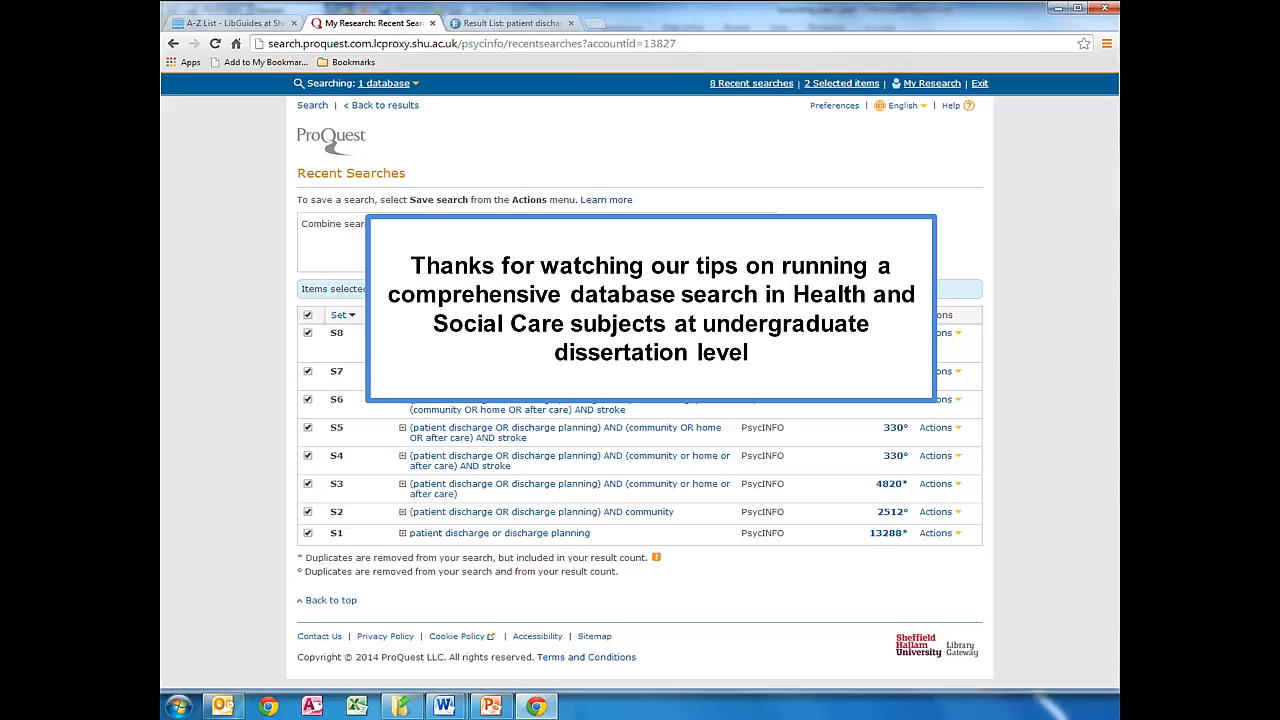 A-Z List - LibGuides at She
My Research: Recent Sear
Result List: patient dischar
search.proquest.com.lcproxy.shu.ac.uk/psycinfo/recentsearches?accountid=13827
Apps Add to My Bookmar... Bookmarks
Searching: 1 database 8 Recent searches | 2 Selected items | My Research | Exit
Search | < Back to results Preferences | English | Help ?
ProQuest
Recent Searches
To save a search, select Save search from the Actions menu. Learn more
Combine sear
Thanks for watching our tips on running a
comprehensive database search in Health and
Social Care subjects at undergraduate
dissertation level
Items selected
Set ons
S8 ons
S7 ons
S6 ons
(community OR home OR after care) AND stroke
S5 (patient discharge OR discharge planning) AND (community OR home PsycINFO 330° Actions
OR after care) AND stroke
S4 (patient discharge OR discharge planning) AND (community or home or PsycINFO 330° Actions
after care) AND stroke
S3 (patient discharge OR discharge planning) AND (community or home or PsycINFO 4820* Actions
after care)
S2 (patient discharge OR discharge planning) AND community PsycINFO 2512° Actions
S1 patient discharge or discharge planning PsycINFO 13288* Actions
* Duplicates are removed from your search, but included in your result count.
° Duplicates are removed from your search and from your result count.
Back to top
Contact Us | Privacy Policy | Cookie Policy | Accessibility | Sitemap
Copyright © 2014 ProQuest LLC. All rights reserved. Terms and Conditions
Sheffield
Hallam
University
Library
Gateway